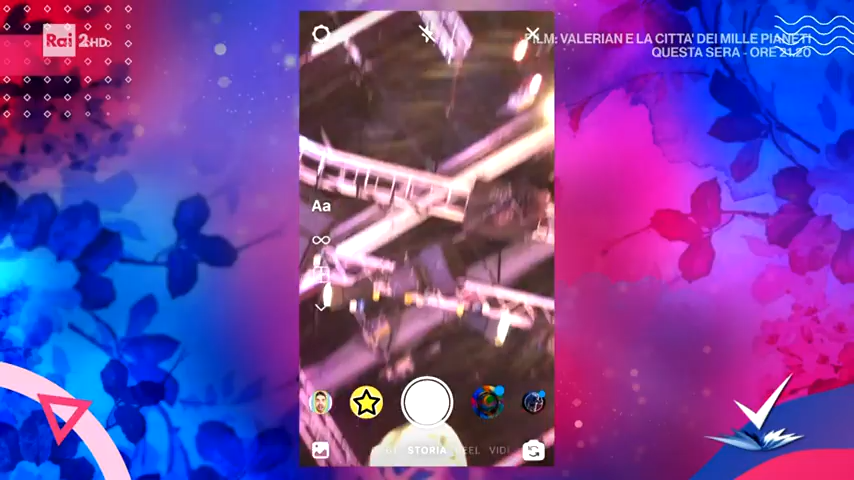 Rai 2HD
FILM: VALERIAN E LA CITTA' DEI MILLE PIANETI
QUESTA SERA - ORE 21.20
Aa
STORIA